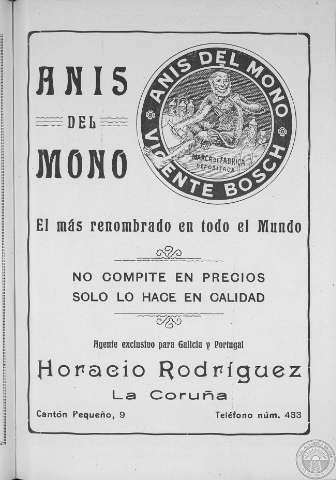 ANIS
DEL
MONO
ANIS DEL MONO
VICENTE BOSCH
MARCA DE FABRICA
DEPOSITADA
El más renombrado en todo el Mundo
NO COMPITE EN PRECIOS
SOLO LO HACE EN CALIDAD
Agente exclusivo para Galicia y Portugal
Horacio Rodríguez
La Coruña
Cantón Pequeño, 9
Teléfono núm. 433